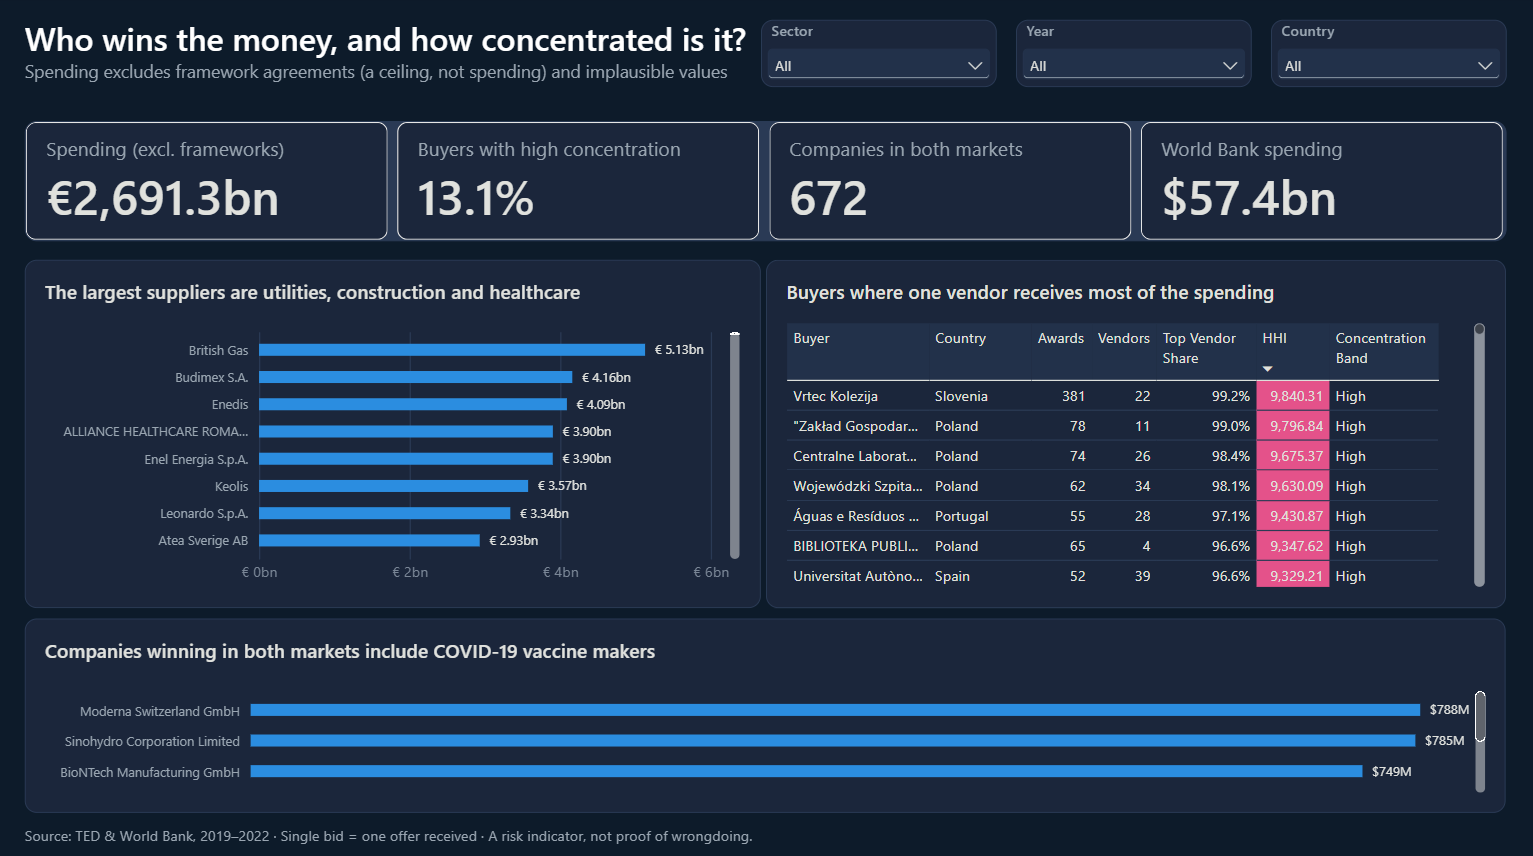 Who wins the money, and how concentrated is it?
Spending excludes framework agreements (a ceiling, not spending) and implausible values
Sector
All
Year
All
Country
All
Spending (excl. frameworks)
€2,691.3bn
Buyers with high concentration
13.1%
Companies in both markets
672
World Bank spending
$57.4bn
The largest suppliers are utilities, construction and healthcare
British Gas € 5.13bn
Budimex S.A. € 4.16bn
Enedis € 4.09bn
ALLIANCE HEALTHCARE ROMA... € 3.90bn
Enel Energia S.p.A. € 3.90bn
Keolis € 3.57bn
Leonardo S.p.A. € 3.34bn
Atea Sverige AB € 2.93bn
€ 0bn € 2bn € 4bn € 6bn
Buyers where one vendor receives most of the spending
Buyer Country Awards Vendors Top Vendor Share HHI Concentration Band
Vrtec Kolezija Slovenia 381 22 99.2% 9,840.31 High
"Zakład Gospodar... Poland 78 11 99.0% 9,796.84 High
Centralne Laborat... Poland 74 26 98.4% 9,675.37 High
Wojewódzki Szpita... Poland 62 34 98.1% 9,630.09 High
Águas e Resíduos ... Portugal 55 28 97.1% 9,430.87 High
BIBLIOTEKA PUBLI... Poland 65 4 96.6% 9,347.62 High
Universitat Autòno... Spain 52 39 96.6% 9,329.21 High
Companies winning in both markets include COVID-19 vaccine makers
Moderna Switzerland GmbH $788M
Sinohydro Corporation Limited $785M
BioNTech Manufacturing GmbH $749M
Source: TED & World Bank, 2019–2022 · Single bid = one offer received · A risk indicator, not proof of wrongdoing.